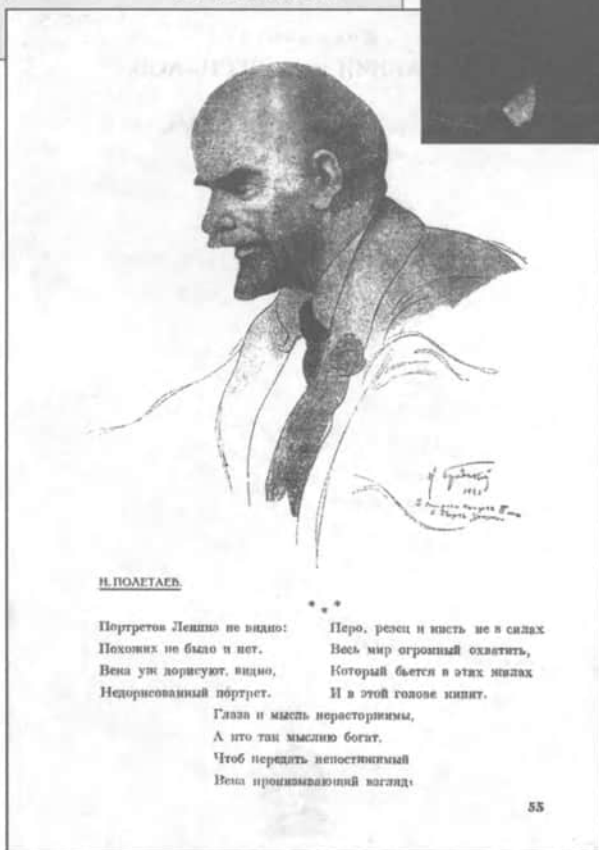 1921
Н. ПОЛЕТАЕВ.
* * *
Портретов Ленина не видно:
Похожих не было и нет.
Века уж дорисуют, видно,
Недорисованный портрет.
Перо, резец и кисть не в силах
Весь мир огромный охватить,
Который бьется в этих жилах
И в этой голове кипит.
Глаза и мысль нерасторжимы,
А кто так мыслию богат.
Чтоб передать непостижимый
Века пронизывающий взгляд?
55